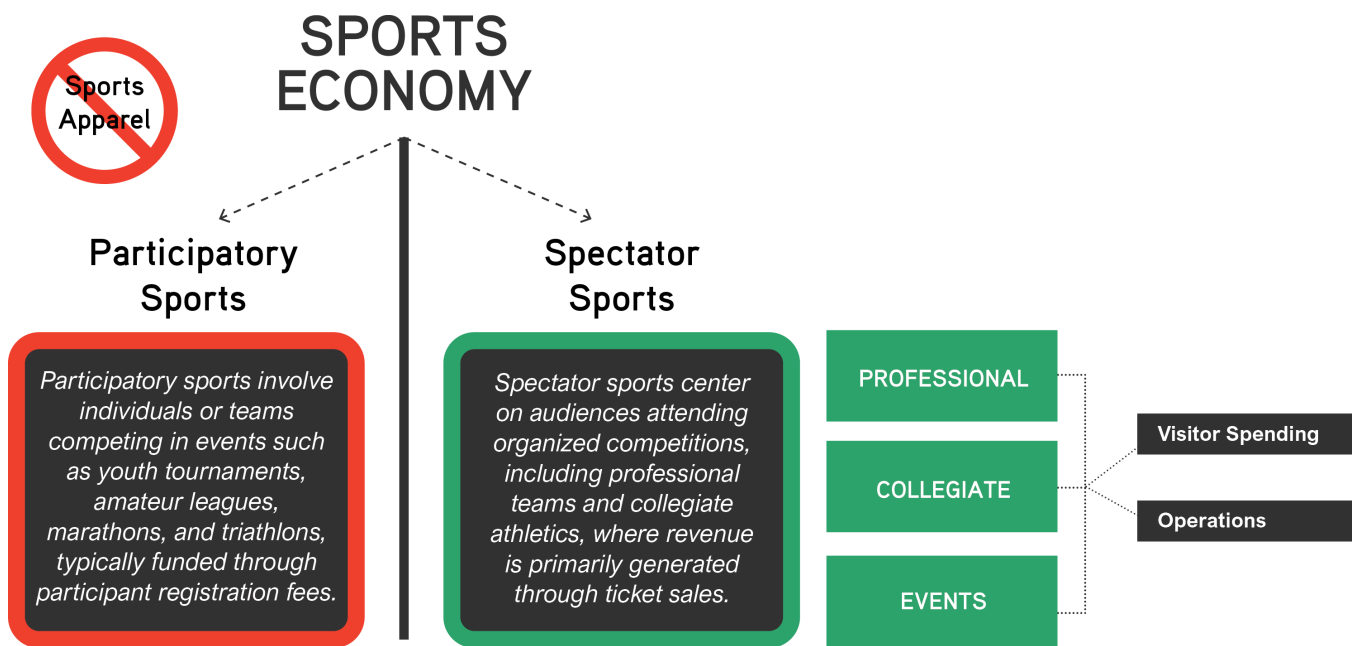 SPORTS
ECONOMY
Sports
Apparel
Participatory
Sports
Participatory sports involve
individuals or teams
competing in events such
as youth tournaments,
amateur leagues,
marathons, and triathlons,
typically funded through
participant registration fees.
Spectator
Sports
Spectator sports center
on audiences attending
organized competitions,
including professional
teams and collegiate
athletics, where revenue
is primarily generated
through ticket sales.
PROFESSIONAL
COLLEGIATE
EVENTS
Visitor Spending
Operations